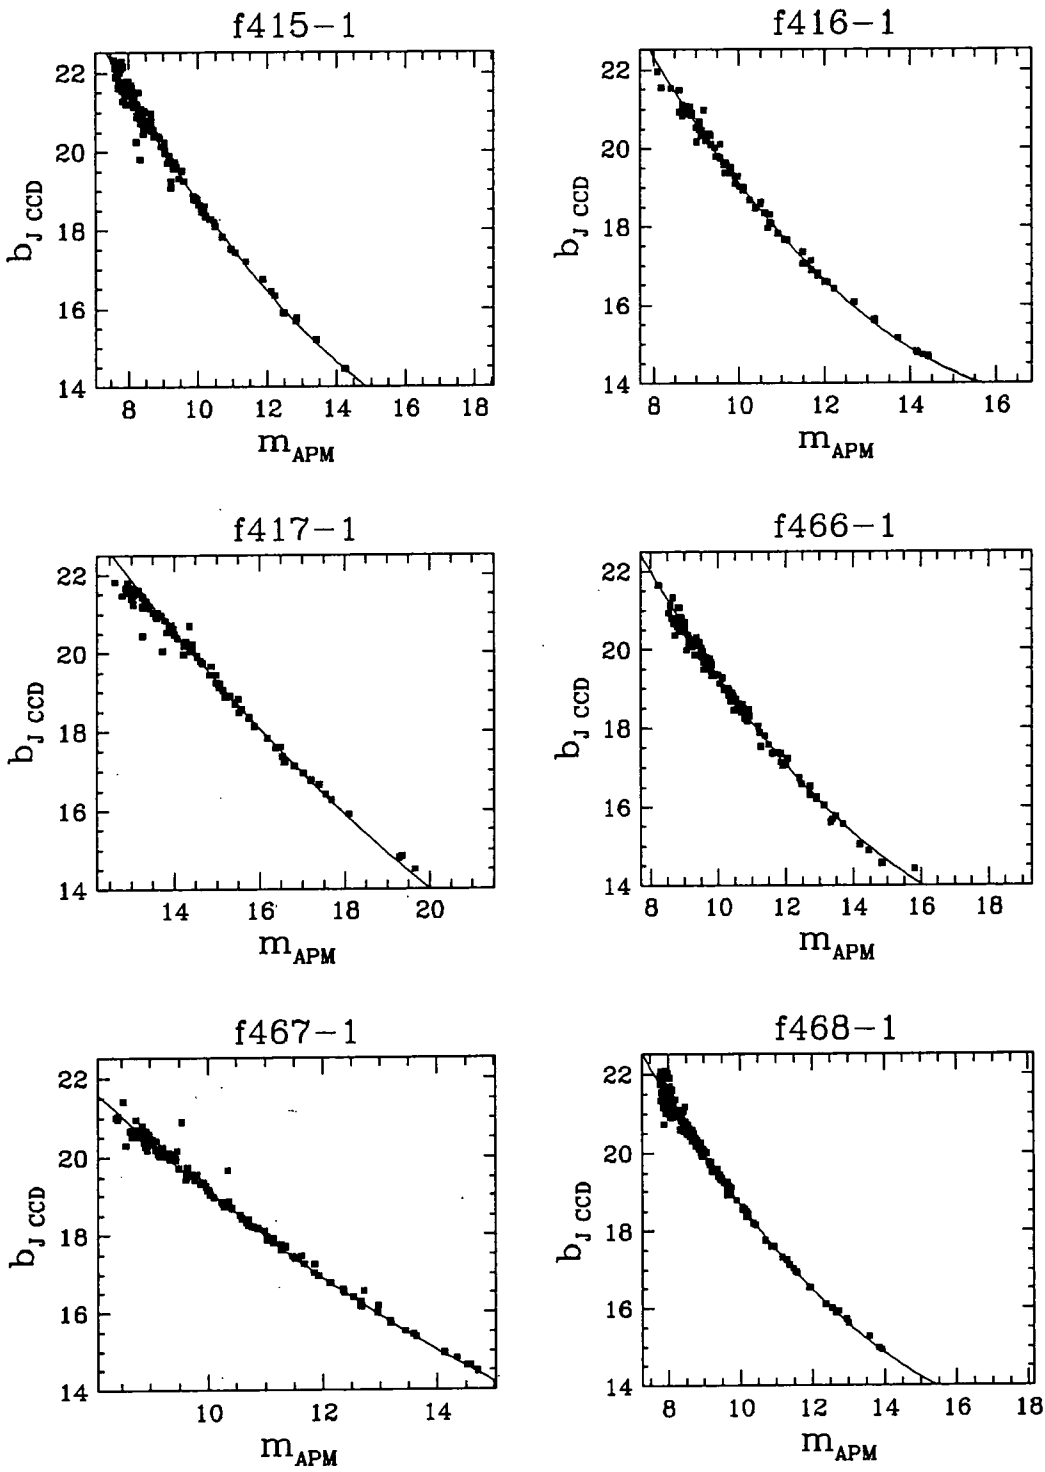 f415-1
22
20
18
16
14
b_J CCD
8 10 12 14 16 18
m_APM
f416-1
22
20
18
16
14
b_J CCD
8 10 12 14 16
m_APM
f417-1
22
20
18
16
14
b_J CCD
14 16 18 20
m_APM
f466-1
22
20
18
16
14
b_J CCD
8 10 12 14 16 18
m_APM
f467-1
22
20
18
16
14
b_J CCD
10 12 14
m_APM
f468-1
22
20
18
16
14
b_J CCD
8 10 12 14 16 18
m_APM